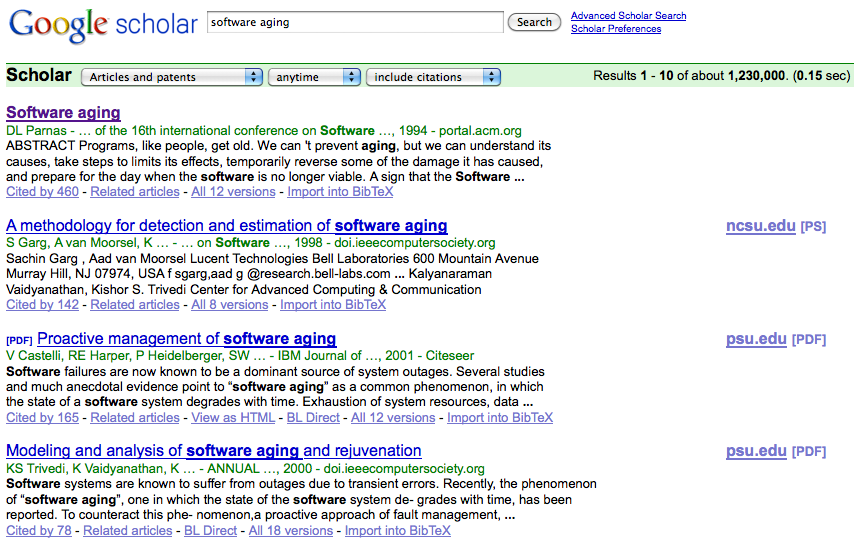 Google scholar software aging Search Advanced Scholar Search
Scholar Preferences
Scholar Articles and patents anytime include citations Results 1 - 10 of about 1,230,000. (0.15 sec)
Software aging
DL Parnas - … of the 16th international conference on Software …, 1994 - portal.acm.org
ABSTRACT Programs, like people, get old. We can 't prevent aging, but we can understand its
causes, take steps to limits its effects, temporarily reverse some of the damage it has caused,
and prepare for the day when the software is no longer viable. A sign that the Software ...
Cited by 460 - Related articles - All 12 versions - Import into BibTeX
A methodology for detection and estimation of software aging ncsu.edu [PS]
S Garg, A van Moorsel, K … - … on Software …, 1998 - doi.ieeecomputersociety.org
Sachin Garg , Aad van Moorsel Lucent Technologies Bell Laboratories 600 Mountain Avenue
Murray Hill, NJ 07974, USA f sgarg,aad g @research.bell-labs.com ... Kalyanaraman
Vaidyanathan, Kishor S. Trivedi Center for Advanced Computing & Communication
Cited by 142 - Related articles - All 8 versions - Import into BibTeX
[PDF] Proactive management of software aging psu.edu [PDF]
V Castelli, RE Harper, P Heidelberger, SW … - IBM Journal of …, 2001 - Citeseer
Software failures are now known to be a dominant source of system outages. Several studies
and much anecdotal evidence point to “software aging” as a common phenomenon, in which
the state of a software system degrades with time. Exhaustion of system resources, data ...
Cited by 165 - Related articles - View as HTML - BL Direct - All 12 versions - Import into BibTeX
Modeling and analysis of software aging and rejuvenation psu.edu [PDF]
KS Trivedi, K Vaidyanathan, K … - ANNUAL …, 2000 - doi.ieeecomputersociety.org
Software systems are known to suffer from outages due to transient errors. Recently, the phenomenon
of “software aging”, one in which the state of the software system de- grades with time, has been
reported. To counteract this phe- nomenon,a proactive approach of fault management, ...
Cited by 78 - Related articles - BL Direct - All 18 versions - Import into BibTeX